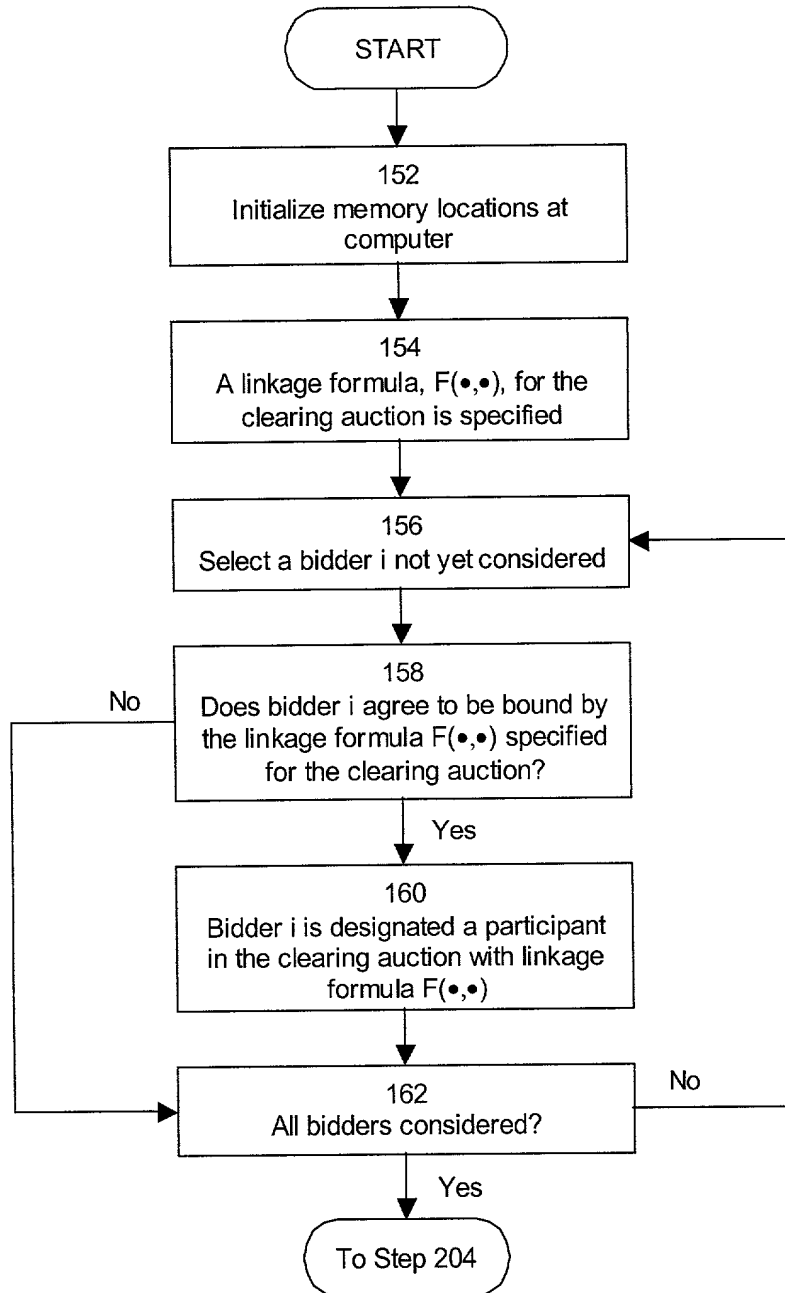 START
152
Initialize memory locations at
computer
154
A linkage formula, F(•,•), for the
clearing auction is specified
156
Select a bidder i not yet considered
158
No
Does bidder i agree to be bound by
the linkage formula F(•,•) specified
for the clearing auction?
Yes
160
Bidder i is designated a participant
in the clearing auction with linkage
formula F(•,•)
162
No
All bidders considered?
Yes
To Step 204